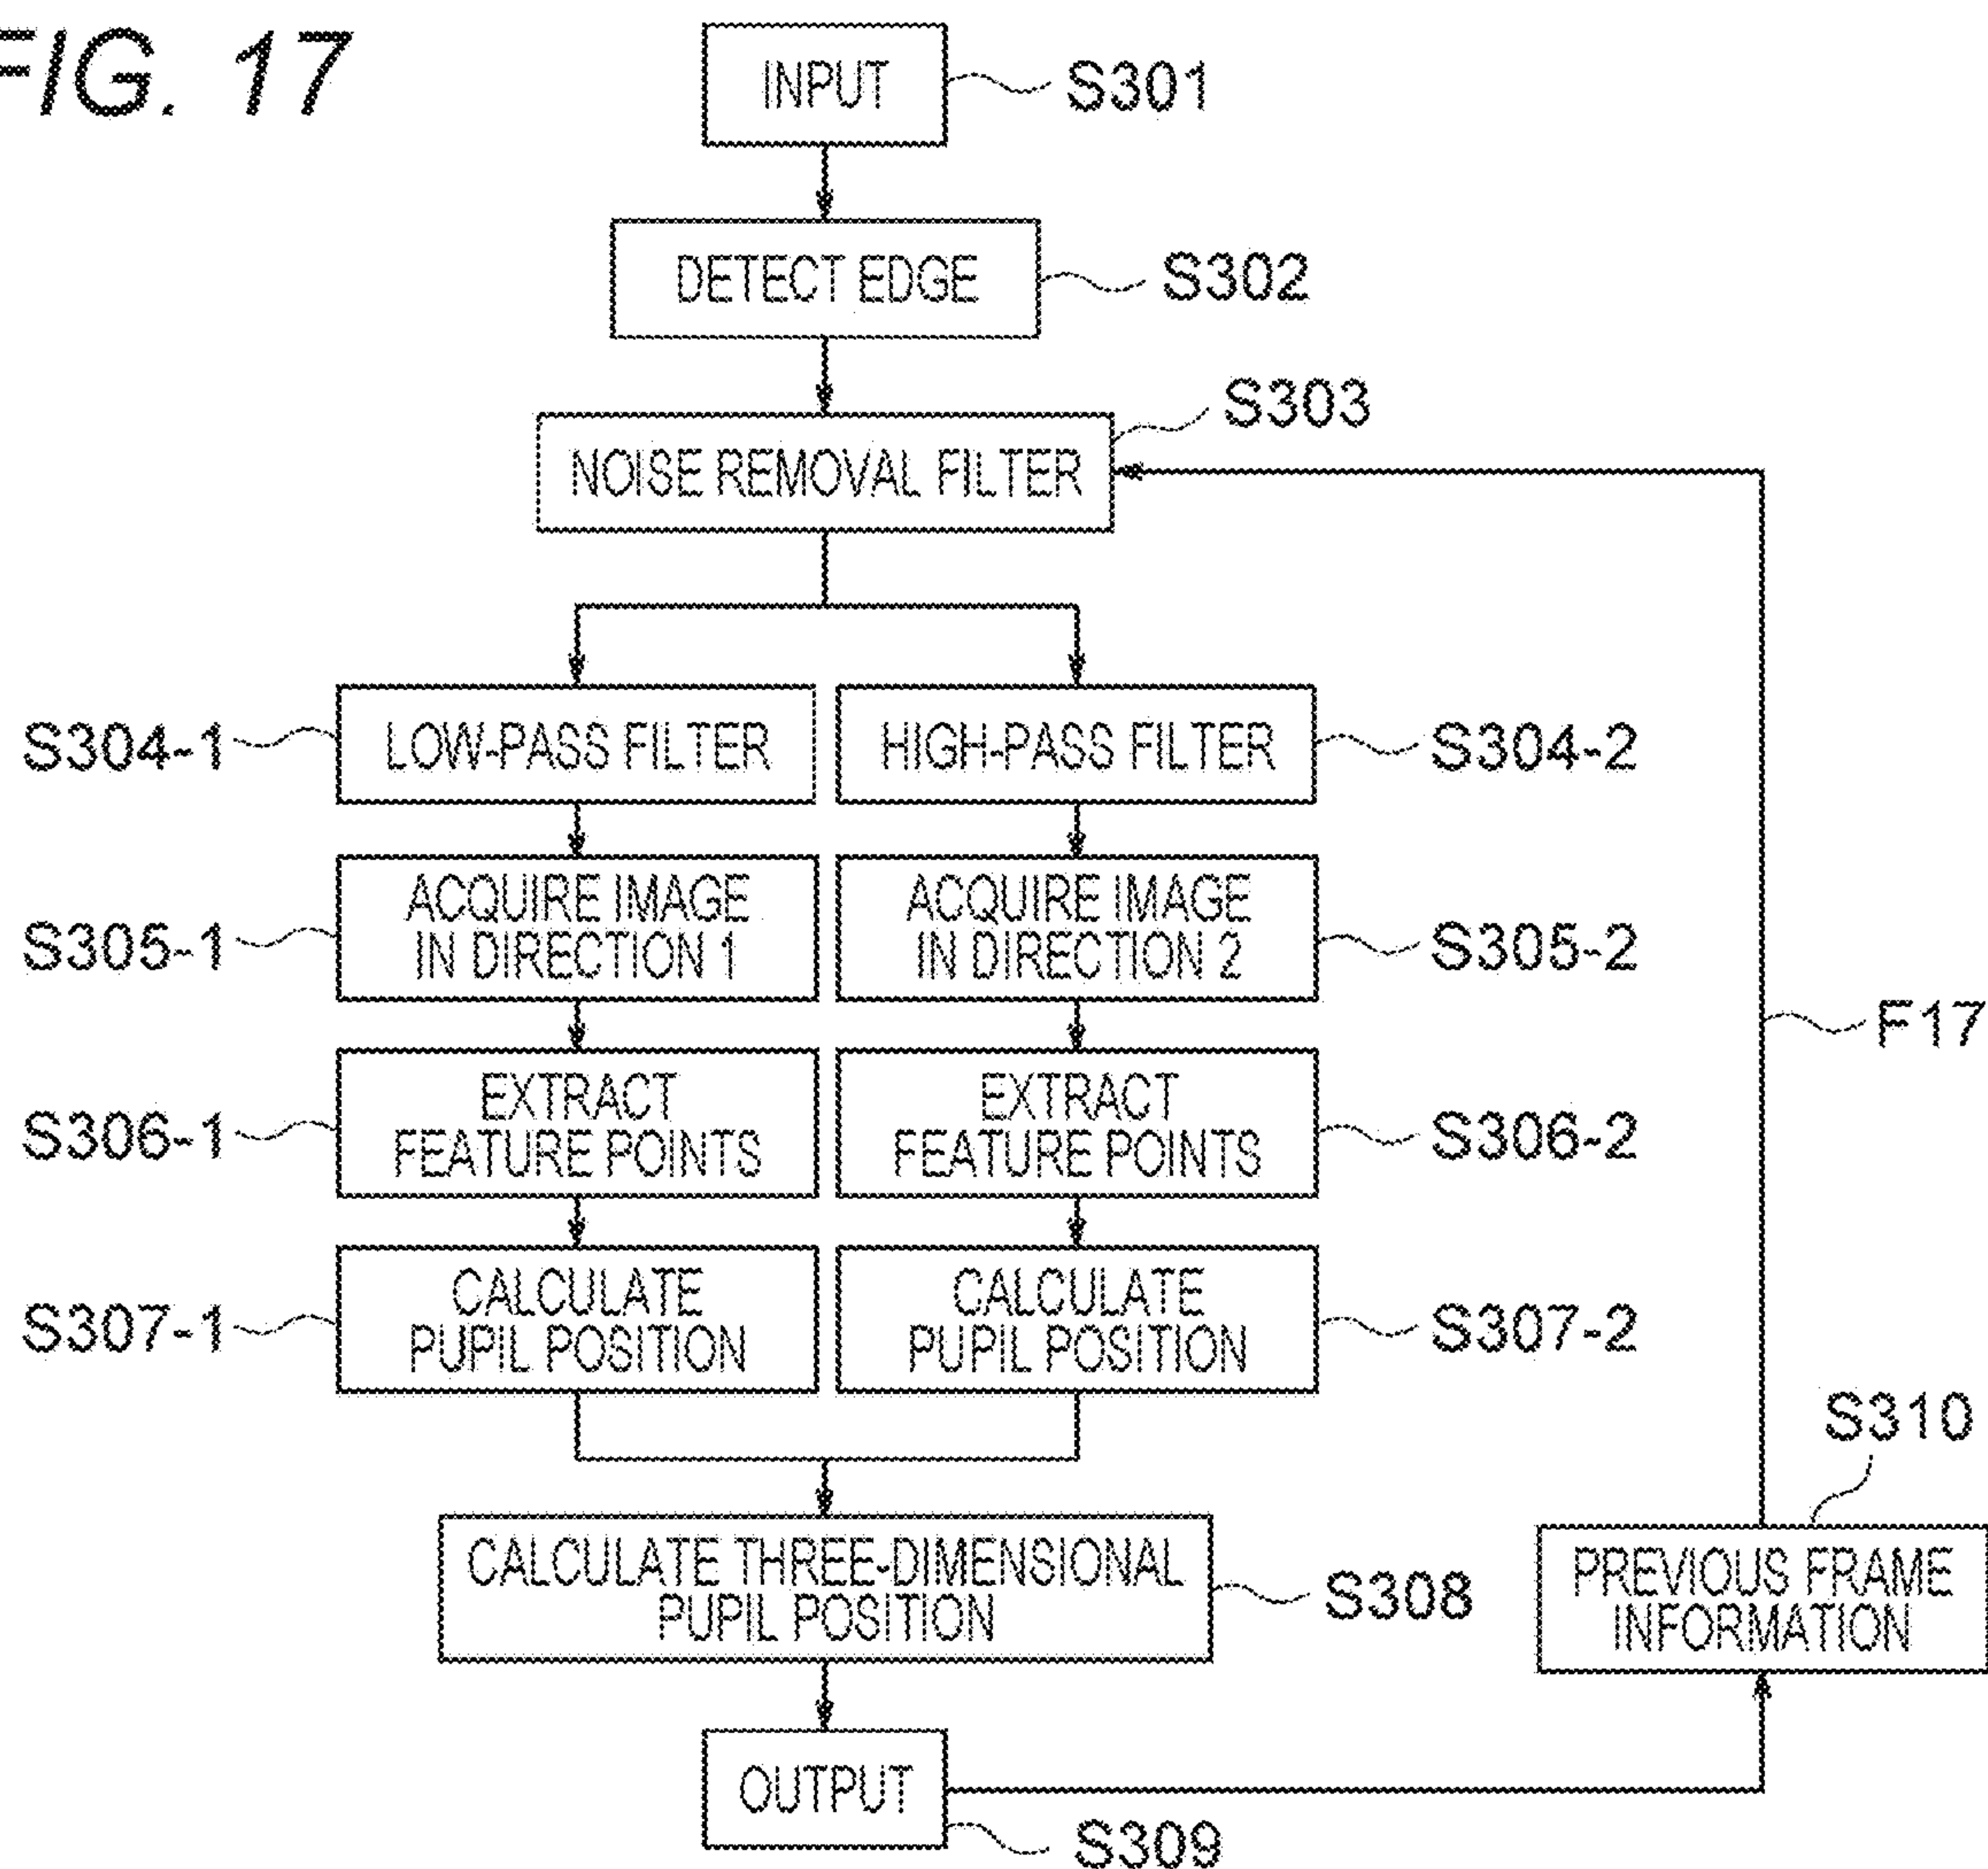 FIG. 17
INPUT
S301
DETECT EDGE
S302
S303
NOISE REMOVAL FILTER
S304-1
LOW-PASS FILTER
HIGH-PASS FILTER
S304-2
S305-1
ACQUIRE IMAGE
IN DIRECTION 1
ACQUIRE IMAGE
IN DIRECTION 2
S305-2
F17
S306-1
EXTRACT
FEATURE POINTS
EXTRACT
FEATURE POINTS
S306-2
S307-1
CALCULATE
PUPIL POSITION
CALCULATE
PUPIL POSITION
S307-2
S310
CALCULATE THREE-DIMENSIONAL
PUPIL POSITION
S308
PREVIOUS FRAME
INFORMATION
OUTPUT
S309